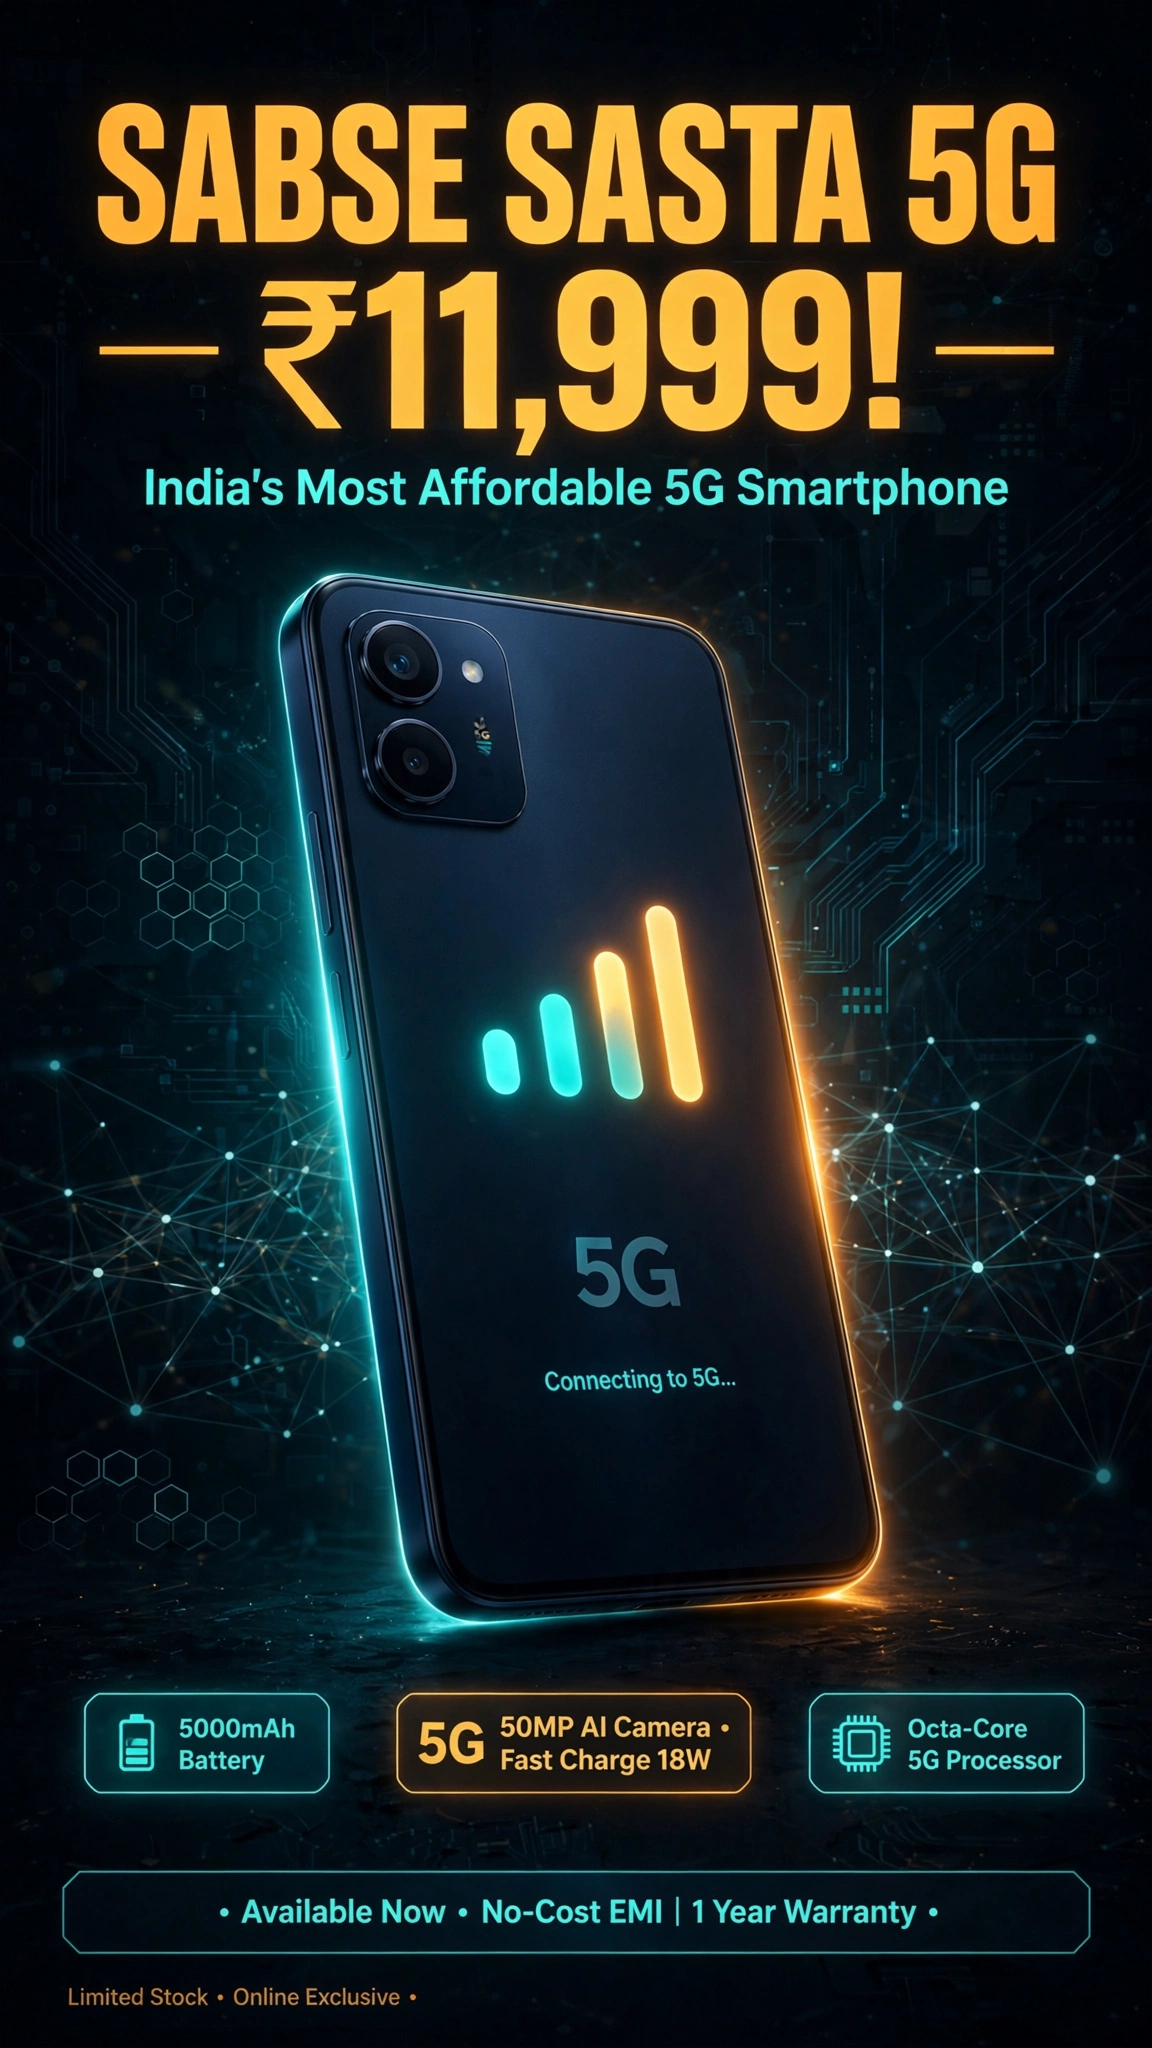 SABSE SASTA 5G
₹11,999!
India's Most Affordable 5G Smartphone
5G
5G
Connecting to 5G...
5000mAh
Battery
5G
50MP AI Camera •
Fast Charge 18W
Octa-Core
5G Processor
• Available Now • No-Cost EMI | 1 Year Warranty •
Limited Stock • Online Exclusive •